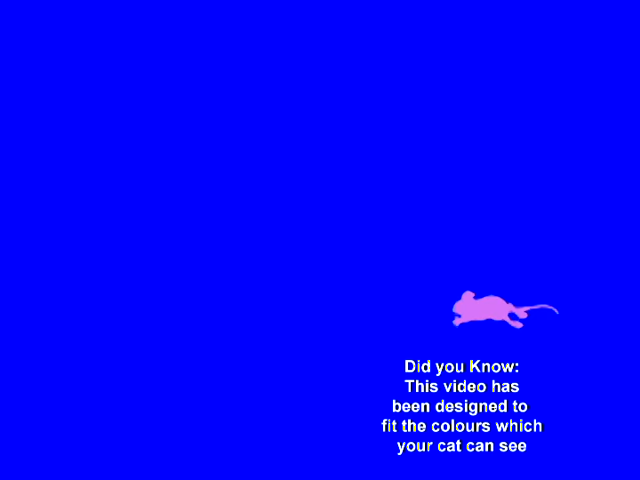 Did you Know:
This video has
been designed to
fit the colours which
your cat can see